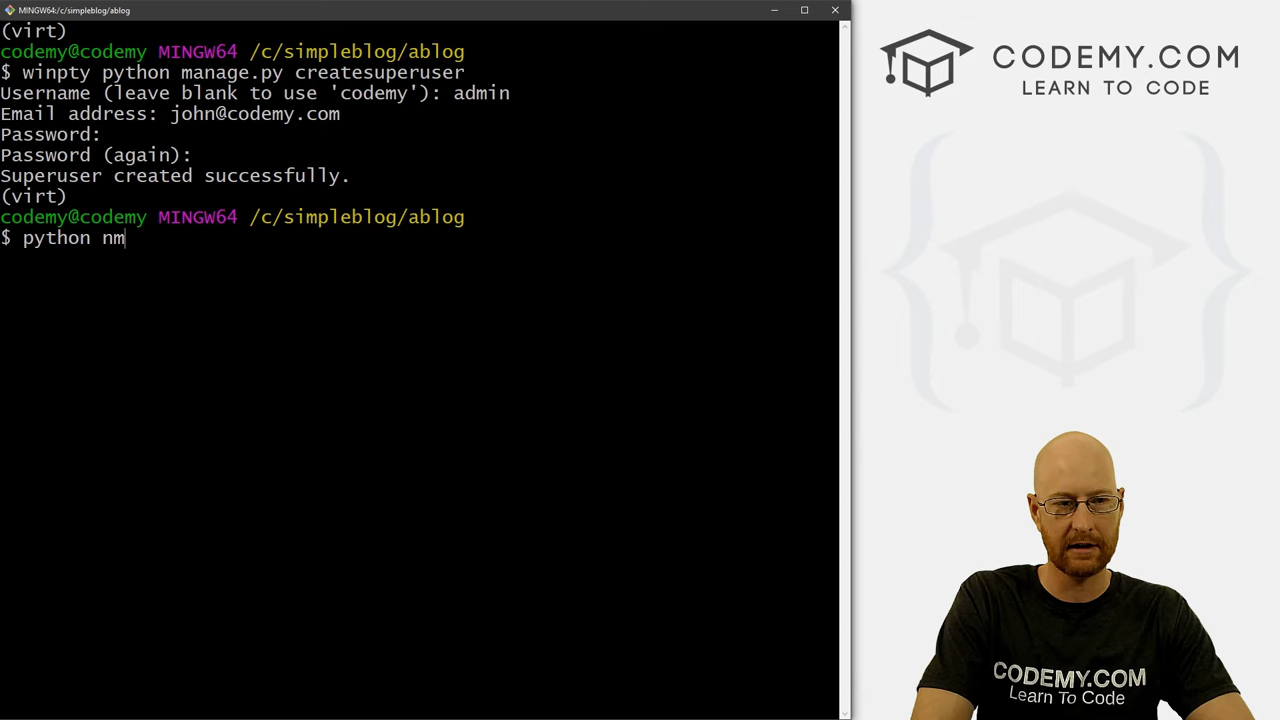 MINGW64:/c/simpleblog/ablog
(virt)
codemy@codemy MINGW64 /c/simpleblog/ablog
$ winpty python manage.py createsuperuser
Username (leave blank to use 'codemy'): admin
Email address: john@codemy.com
Password:
Password (again):
Superuser created successfully.
(virt)
codemy@codemy MINGW64 /c/simpleblog/ablog
$ python nm
CODEMY.COM
LEARN TO CODE
CODEMY.COM
Learn To Code